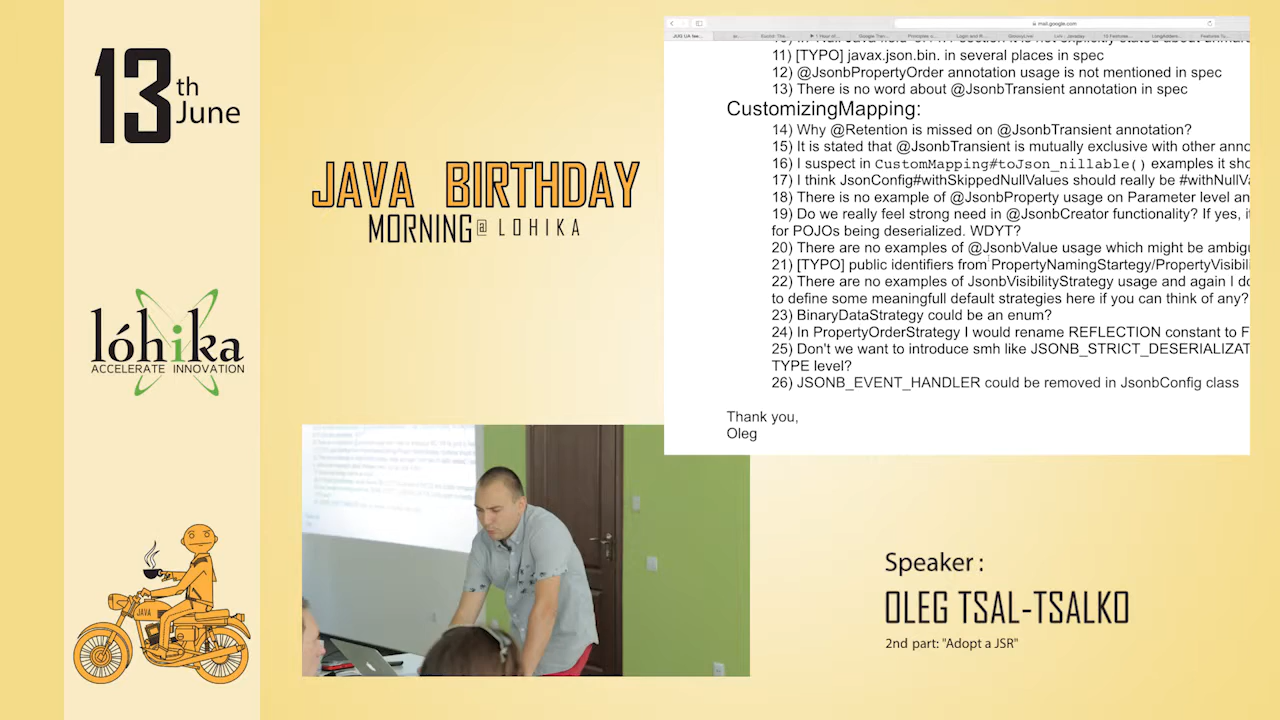 13th
June
JAVA BIRTHDAY
MORNING @ LOHIKA
lóhika
ACCELERATE INNOVATION
JAVA
mail.google.com
11) [TYPO] javax.json.bin. in several places in spec
12) @JsonbPropertyOrder annotation usage is not mentioned in spec
13) There is no word about @JsonbTransient annotation in spec
CustomizingMapping:
14) Why @Retention is missed on @JsonbTransient annotation?
15) It is stated that @JsonbTransient is mutually exclusive with other anno
16) I suspect in CustomMapping#toJson_nillable() examples it sho
17) I think JsonConfig#withSkippedNullValues should really be #withNullVa
18) There is no example of @JsonbProperty usage on Parameter level an
19) Do we really feel strong need in @JsonbCreator functionality? If yes, it
for POJOs being deserialized. WDYT?
20) There are no examples of @JsonbValue usage which might be ambigu
21) [TYPO] public identifiers from PropertyNamingStartegy/PropertyVisibili
22) There are no examples of JsonbVisibilityStrategy usage and again I do
to define some meaningfull default strategies here if you can think of any?
23) BinaryDataStrategy could be an enum?
24) In PropertyOrderStrategy I would rename REFLECTION constant to F
25) Don't we want to introduce smh like JSONB_STRICT_DESERIALIZAT
TYPE level?
26) JSONB_EVENT_HANDLER could be removed in JsonbConfig class
Thank you,
Oleg
Speaker :
OLEG TSAL-TSALKO
2nd part: "Adopt a JSR"